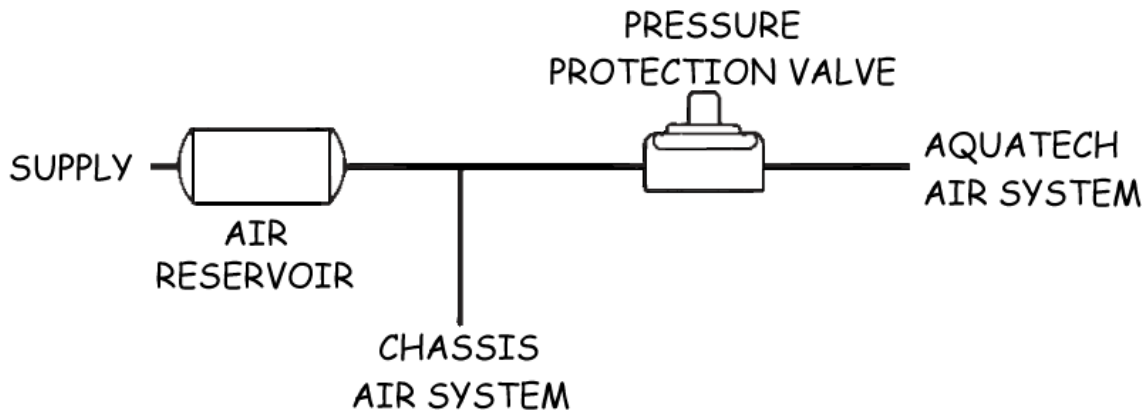 PRESSURE
PROTECTION VALVE
SUPPLY
AQUATECH
AIR SYSTEM
AIR
RESERVOIR
CHASSIS
AIR SYSTEM